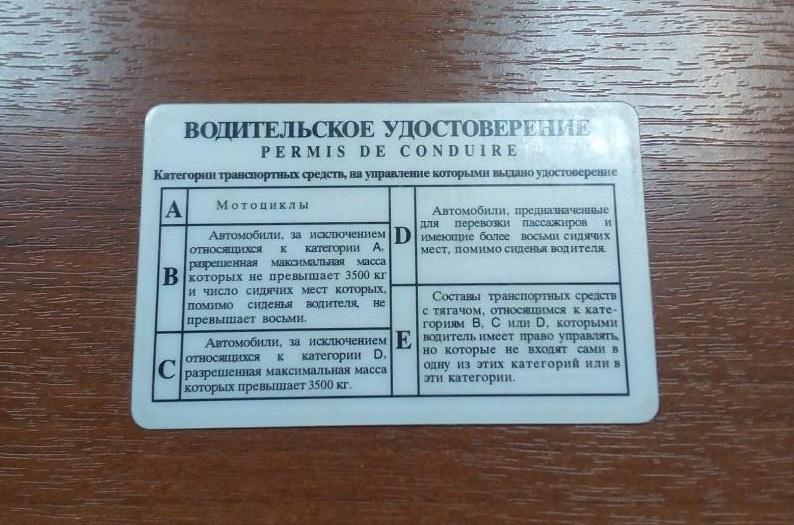 ВОДИТЕЛЬСКОЕ УДОСТОВЕРЕНИЕ
PERMIS DE CONDUIRE
Категории транспортных средств, на управление которыми выдано удостоверение
A
Мотоциклы
B
Автомобили, за исключением
относящихся к категории А,
разрешенная максимальная масса
которых не превышает 3500 кг
и число сидячих мест которых,
помимо сиденья водителя, не
превышает восьми.
C
Автомобили, за исключением
относящихся к категории D,
разрешенная максимальная масса
которых превышает 3500 кг.
D
Автомобили, предназначенные
для перевозки пассажиров и
имеющие более восьми сидячих
мест, помимо сиденья водителя.
E
Составы транспортных средств
с тягачом, относящимся к кате-
гориям B, C или D, которыми
водитель имеет право управлять,
но которые не входят сами в
одну из этих категорий или в
эти категории.